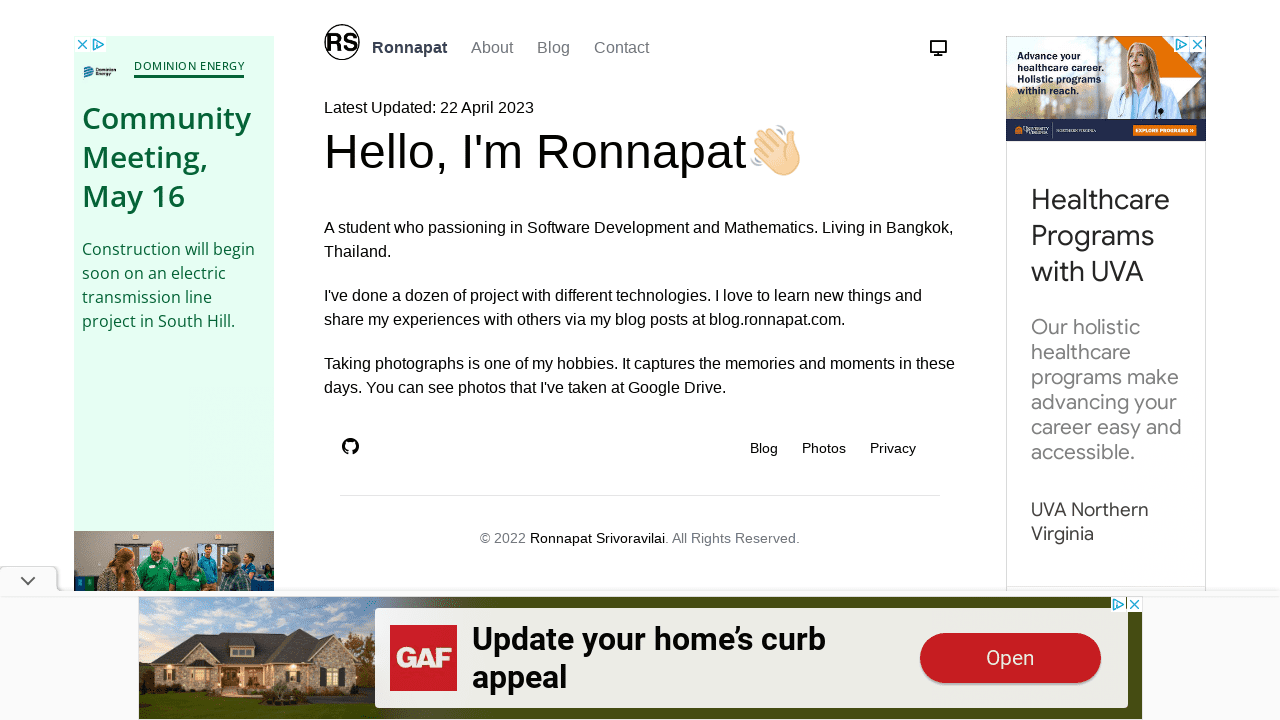 RS
Ronnapat
About
Blog
Contact
Latest Updated: 22 April 2023
Hello, I'm Ronnapat
A student who passioning in Software Development and Mathematics. Living in Bangkok,
Thailand.
I've done a dozen of project with different technologies. I love to learn new things and
share my experiences with others via my blog posts at blog.ronnapat.com.
Taking photographs is one of my hobbies. It captures the memories and moments in these
days. You can see photos that I've taken at Google Drive.
Blog
Photos
Privacy
© 2022 Ronnapat Srivoravilai. All Rights Reserved.
Dominion
Energy
DOMINION ENERGY
Community
Meeting,
May 16
Construction will begin
soon on an electric
transmission line
project in South Hill.
Advance your
healthcare career.
Holistic programs
within reach.
UNIVERSITY
VIRGINIA
NORTHERN VIRGINIA
EXPLORE PROGRAMS
Healthcare
Programs
with UVA
Our holistic
healthcare
programs make
advancing your
career easy and
accessible.
UVA Northern
Virginia
GAF
Update your home's curb
appeal
Open